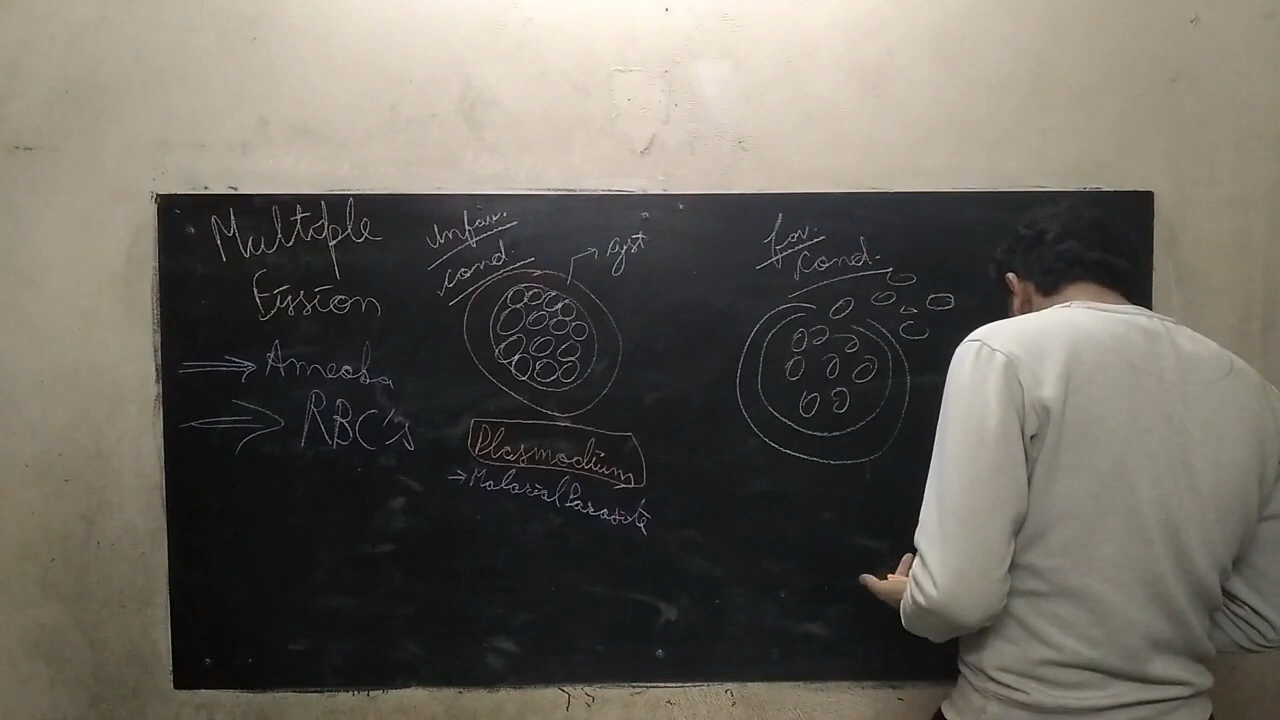 Multiple
Fission
Ameoba
RBC's
Unfav.
cond.
cyst
Plasmodium
Malarial Parasite
fav.
Cond.